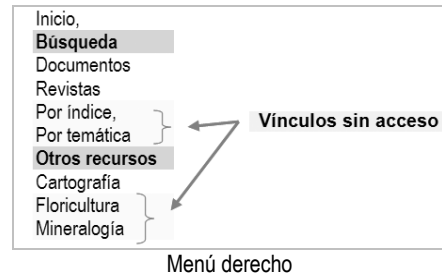 Inicio,
Búsqueda
Documentos
Revistas
Por índice,
Por temática
Vínculos sin acceso
Otros recursos
Cartografía
Floricultura
Mineralogía
Menú derecho